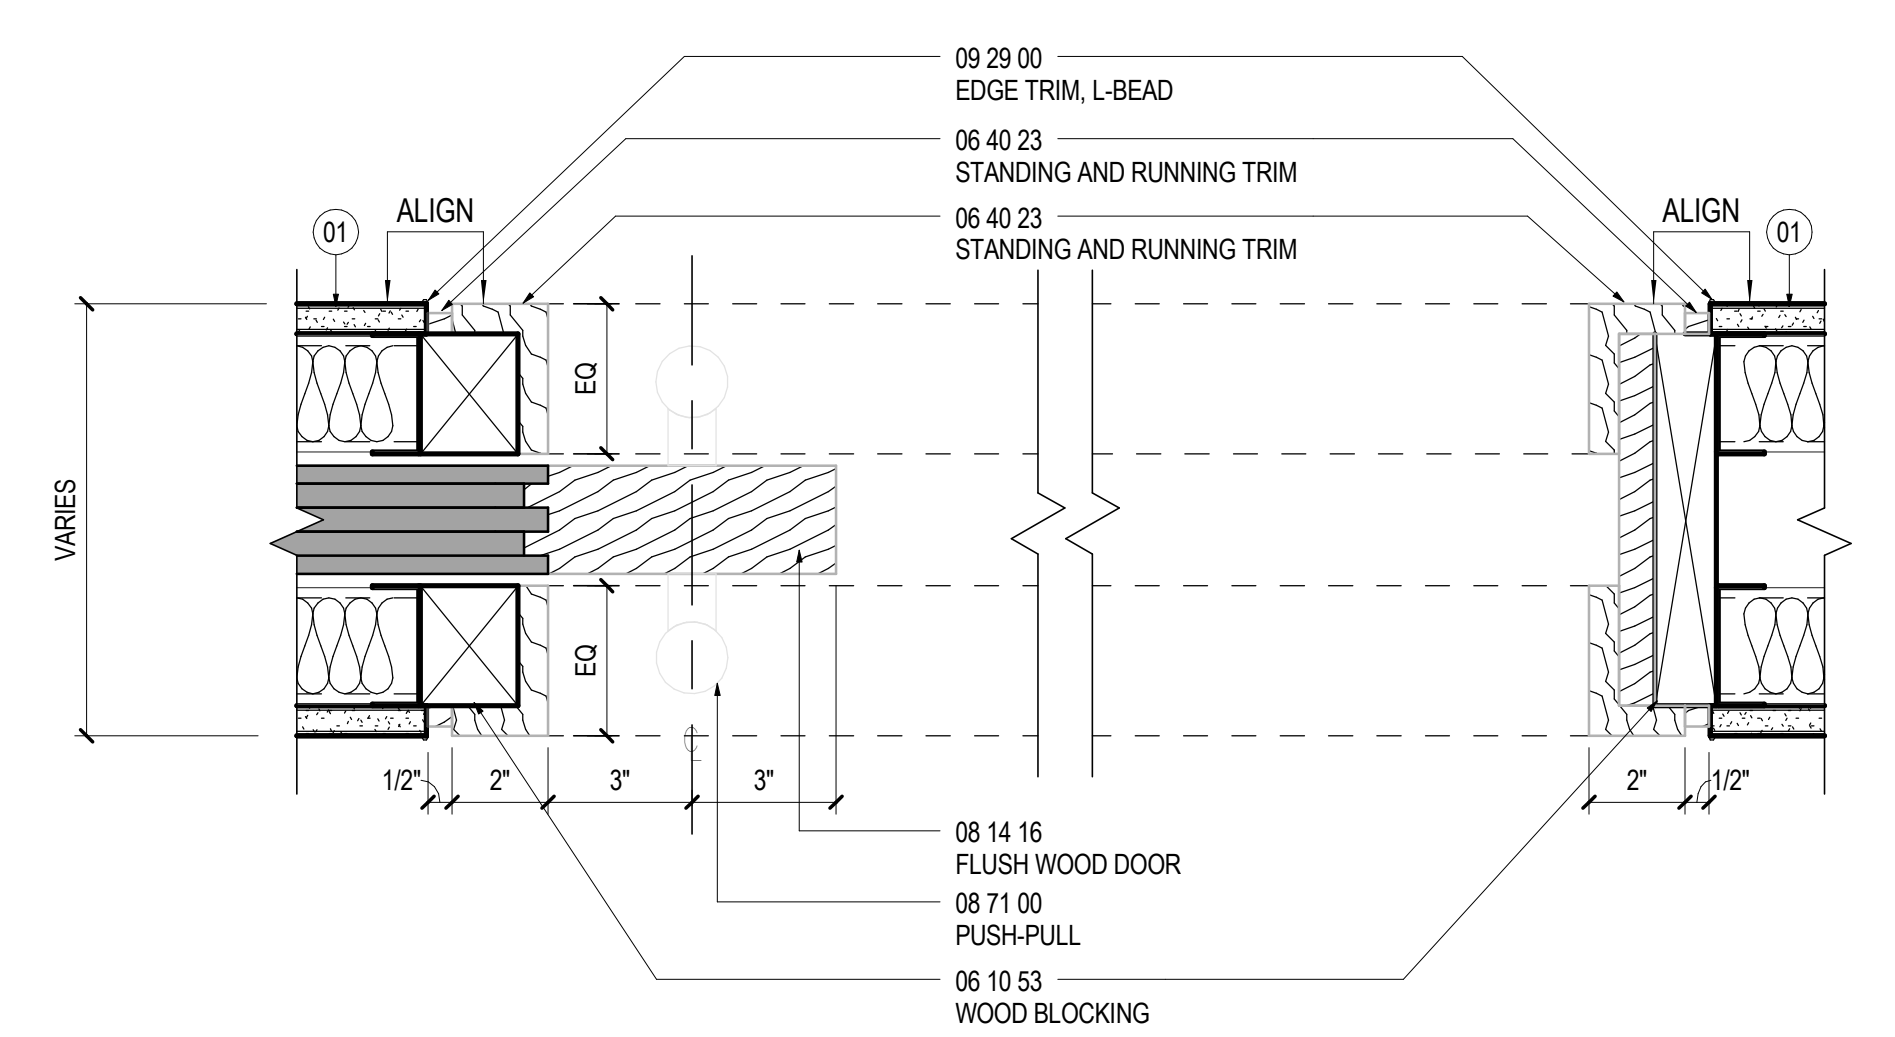 09 29 00
EDGE TRIM, L-BEAD
06 40 23
STANDING AND RUNNING TRIM
06 40 23
STANDING AND RUNNING TRIM
ALIGN
01
ALIGN
01
VARIES
EQ
EQ
1/2"
2"
3"
3"
2"
1/2"
08 14 16
FLUSH WOOD DOOR
08 71 00
PUSH-PULL
06 10 53
WOOD BLOCKING